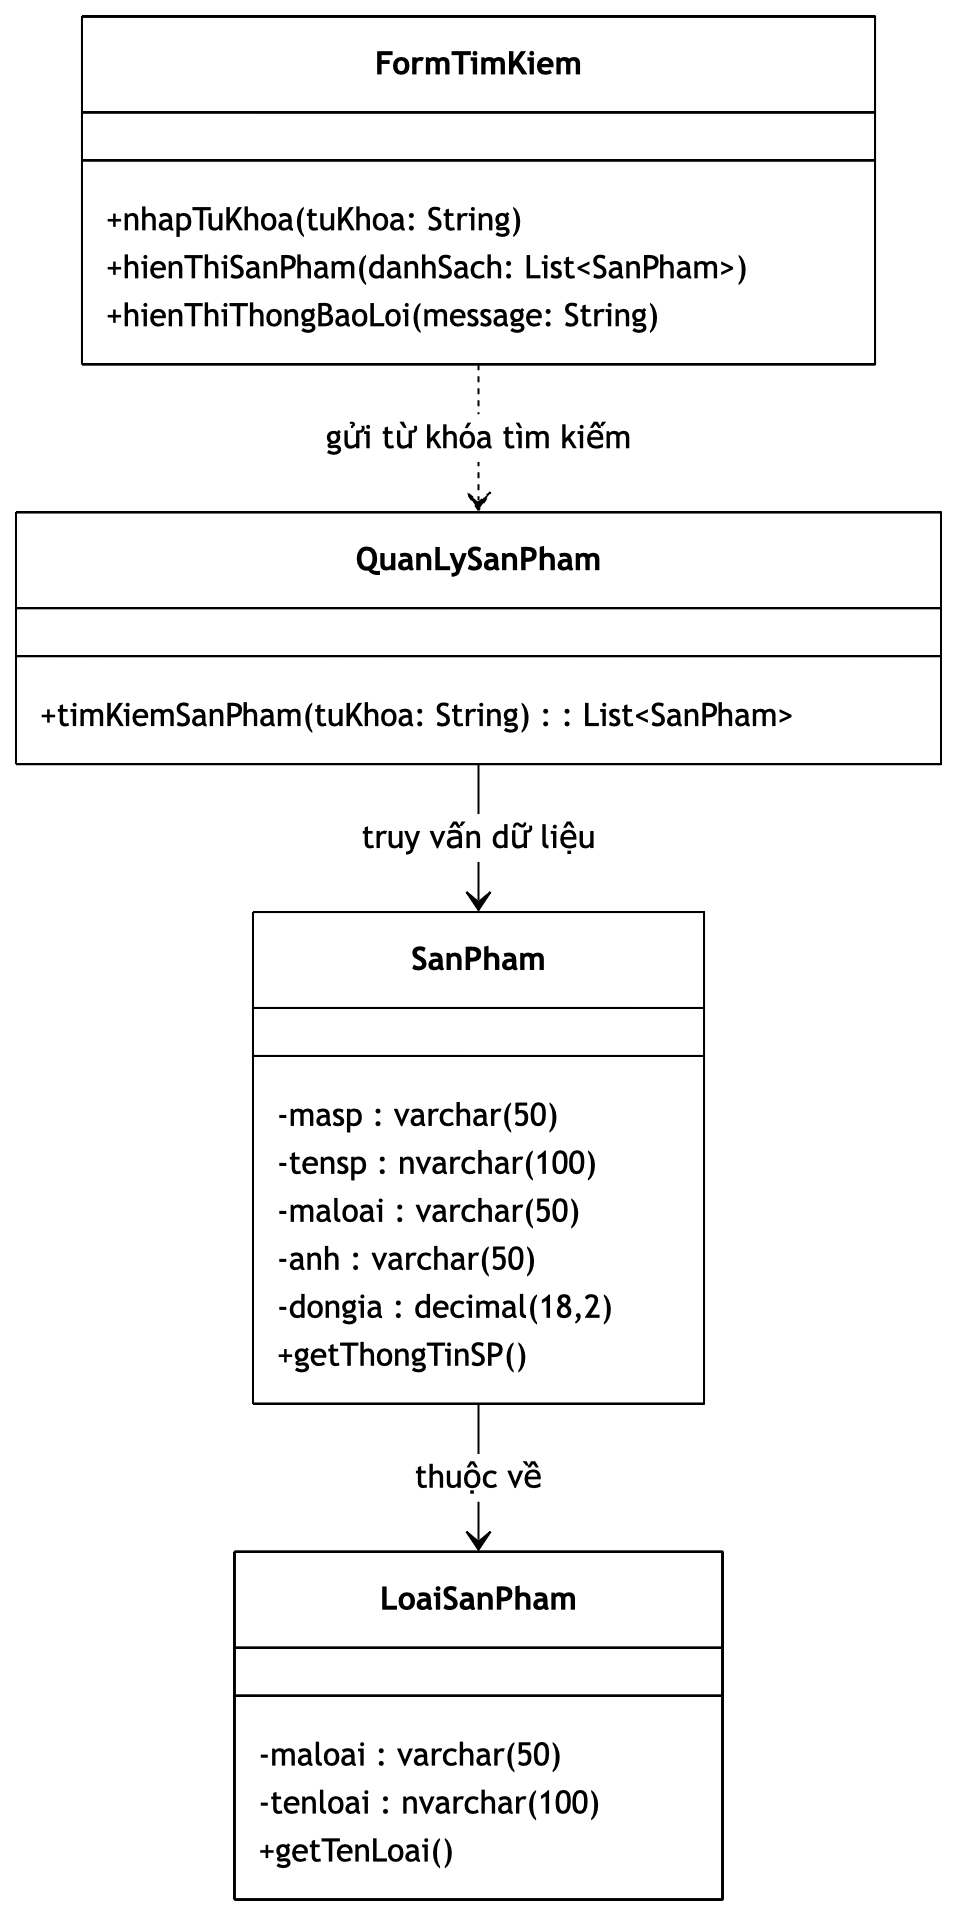 FormTimKiem
+nhapTuKhoa(tuKhoa: String)
+hienThiSanPham(danhSach: List<SanPham>)
+hienThiThongBaoLoi(message: String)
gửi từ khóa tìm kiếm
QuanLySanPham
+timKiemSanPham(tuKhoa: String) : : List<SanPham>
truy vấn dữ liệu
SanPham
-masp : varchar(50)
-tensp : nvarchar(100)
-maloai : varchar(50)
-anh : varchar(50)
-dongia : decimal(18,2)
+getThongTinSP()
thuộc về
LoaiSanPham
-maloai : varchar(50)
-tenloai : nvarchar(100)
+getTenLoai()